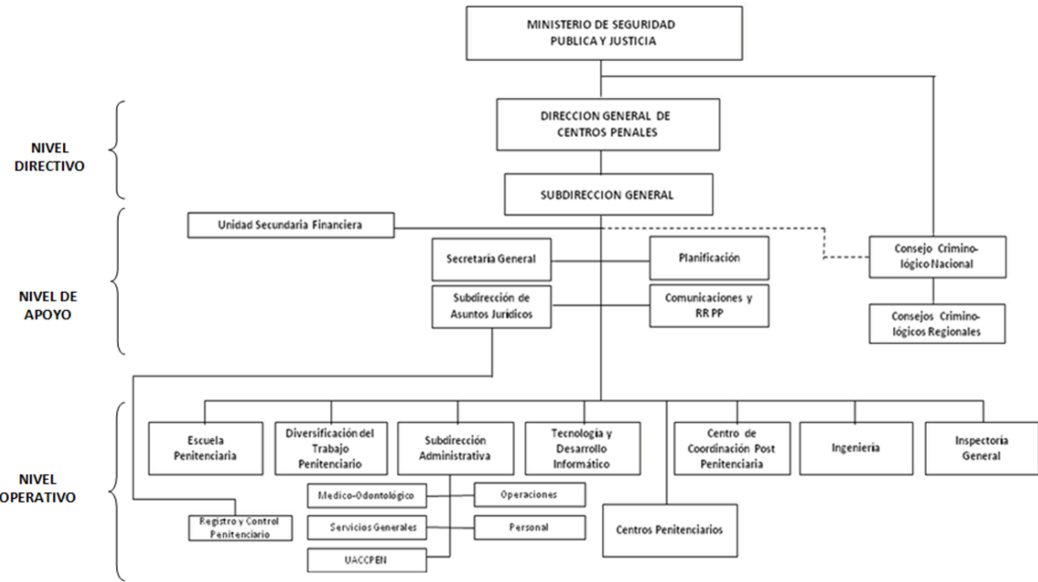 MINISTERIO DE SEGURIDAD
PUBLICA Y JUSTICIA
DIRECCION GENERAL DE
CENTROS PENALES
NIVEL
DIRECTIVO
SUBDIRECCION GENERAL
Unidad Secundaria Financiera
Secretaría General
Planificación
Consejo Crimino-
lógico Nacional
NIVEL DE
APOYO
Subdirección de
Asuntos Jurídicos
Comunicaciones y
RR PP
Consejos Crimino-
lógicos Regionales
Escuela
Penitenciaria
Diversificación del
Trabajo
Penitenciario
Subdirección
Administrativa
Tecnología y
Desarrollo
Informático
Centro de
Coordinación Post
Penitenciaria
Ingeniería
Inspectoría
General
NIVEL
OPERATIVO
Medico-Odontológico
Operaciones
Registro y Control
Penitenciario
Servicios Generales
Personal
Centros Penitenciarios
UACCPEN